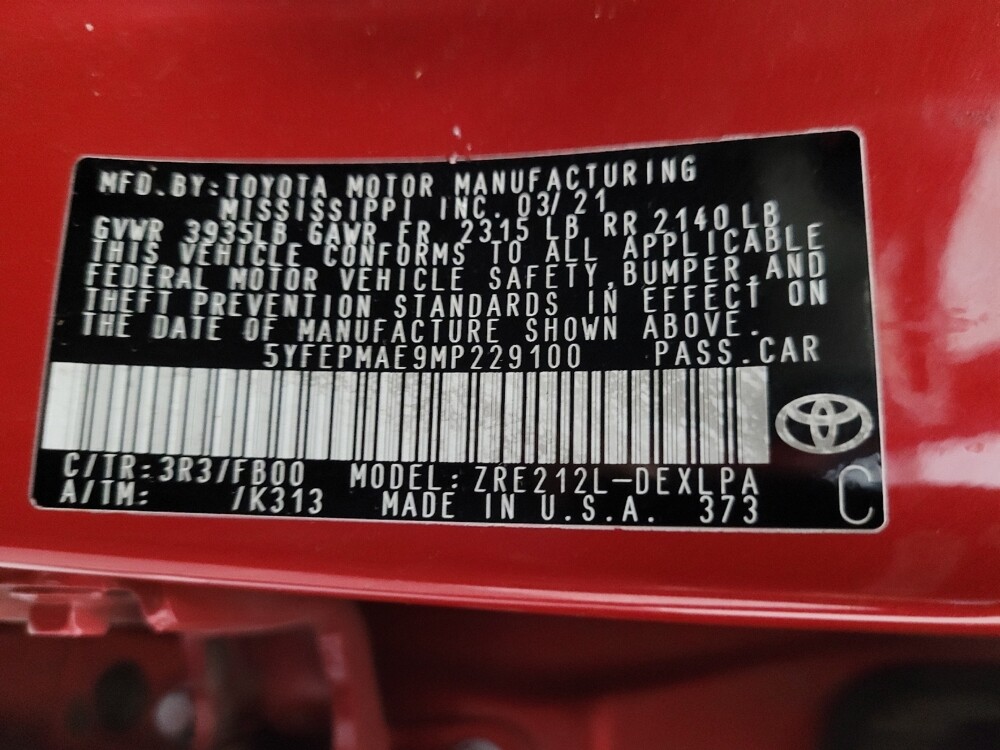 MFD.BY:TOYOTA MOTOR MANUFACTURING
MISSISSIPPI INC. 03/21
GVWR 3935LB GAWR FR 2315 LB RR 2140 LB
THIS VEHICLE CONFORMS TO ALL APPLICABLE
FEDERAL MOTOR VEHICLE SAFETY,BUMPER,AND
THEFT PREVENTION STANDARDS IN EFFECT ON
THE DATE OF MANUFACTURE SHOWN ABOVE.
5YFEPMAE9MP229100 PASS.CAR
C/TR:3R3/FB00 MODEL:ZRE212L-DEXLPA
A/TM: /K313 MADE IN U.S.A. 373
C